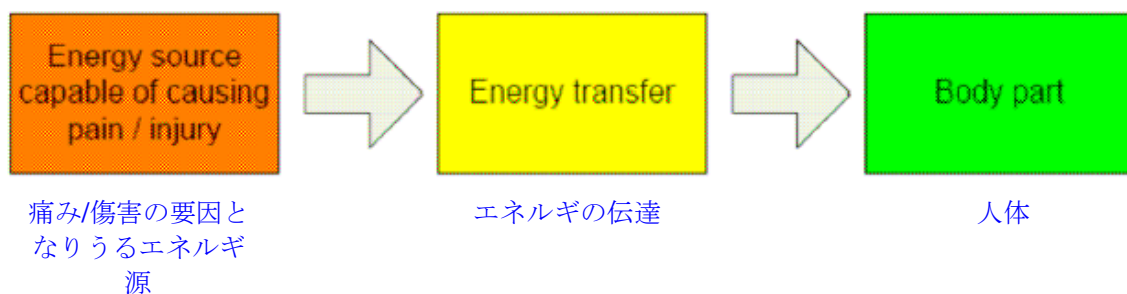 Energy source
capable of causing
pain / injury
Energy transfer
Body part
痛み/傷害の要因と
なりうるエネルギ
源
エネルギの伝達
人体